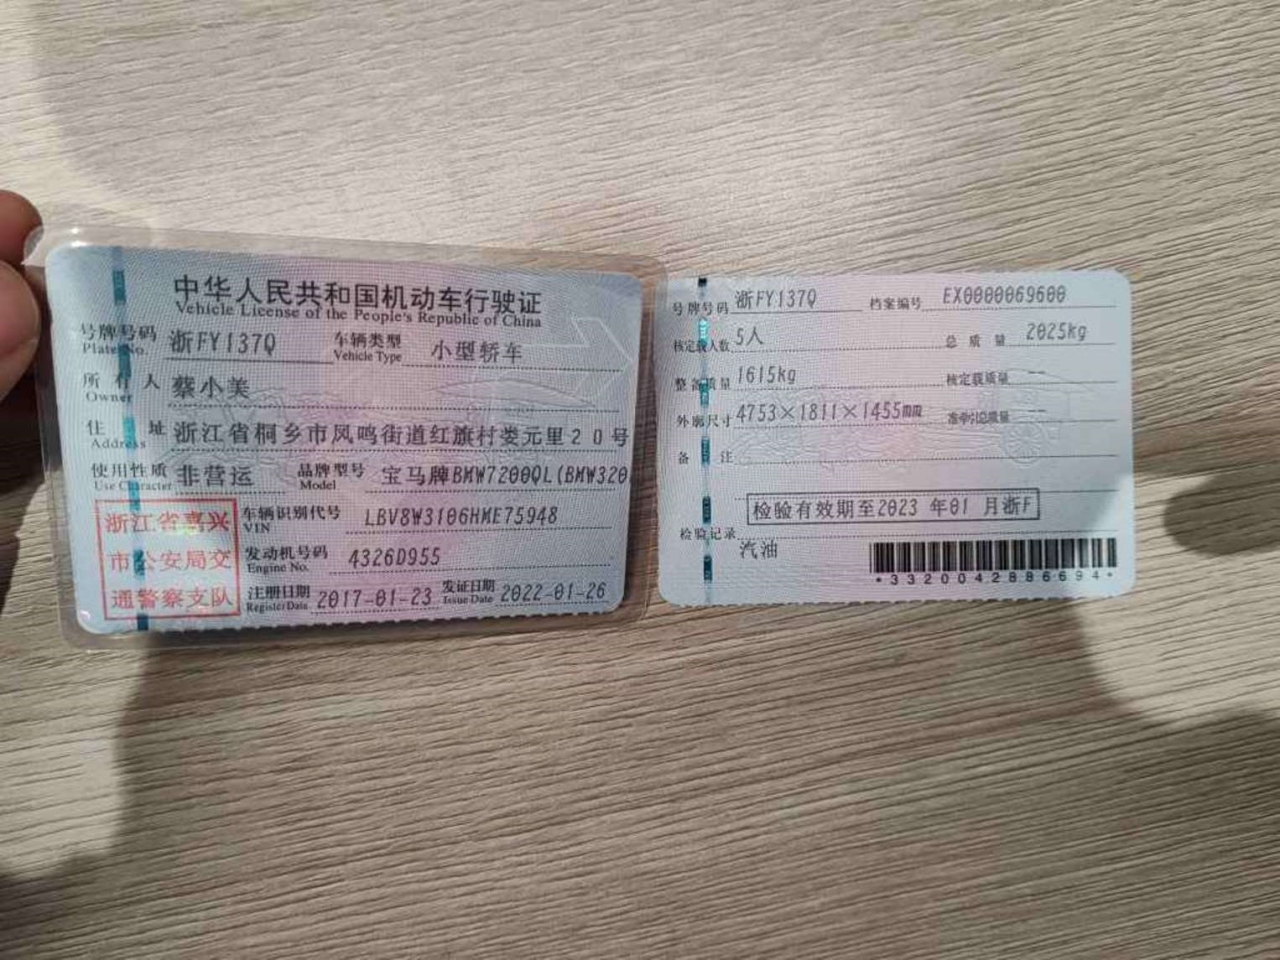 中华人民共和国机动车行驶证
Vehicle License of the People's Republic of China
号牌号码 浙FY137Q 车辆类型 小型轿车
Plate No. Vehicle Type
所有人 蔡小美
Owner
住址 浙江省桐乡市凤鸣街道红旗村娄元里20号
Address
使用性质 非营运 品牌型号 宝马牌BMW7200QL(BMW320
Use Character Model
浙江省嘉兴
市公安局交
通警察支队
车辆识别代号 LBV8W3106HME75948
VIN
发动机号码 4326D955
Engine No.
注册日期 2017-01-23 发证日期 2022-01-26
Register Date Issue Date
号牌号码 浙FY137Q 档案编号 EX0000069600
核定载人数 5人 总质量 2025kg
整备质量 1615kg 核定载质量 --
外廓尺寸 4753×1811×1455mm 准牵引总质量 --
备注
检验有效期至2023 年01 月浙F
检验记录
汽油
*3320042886694*